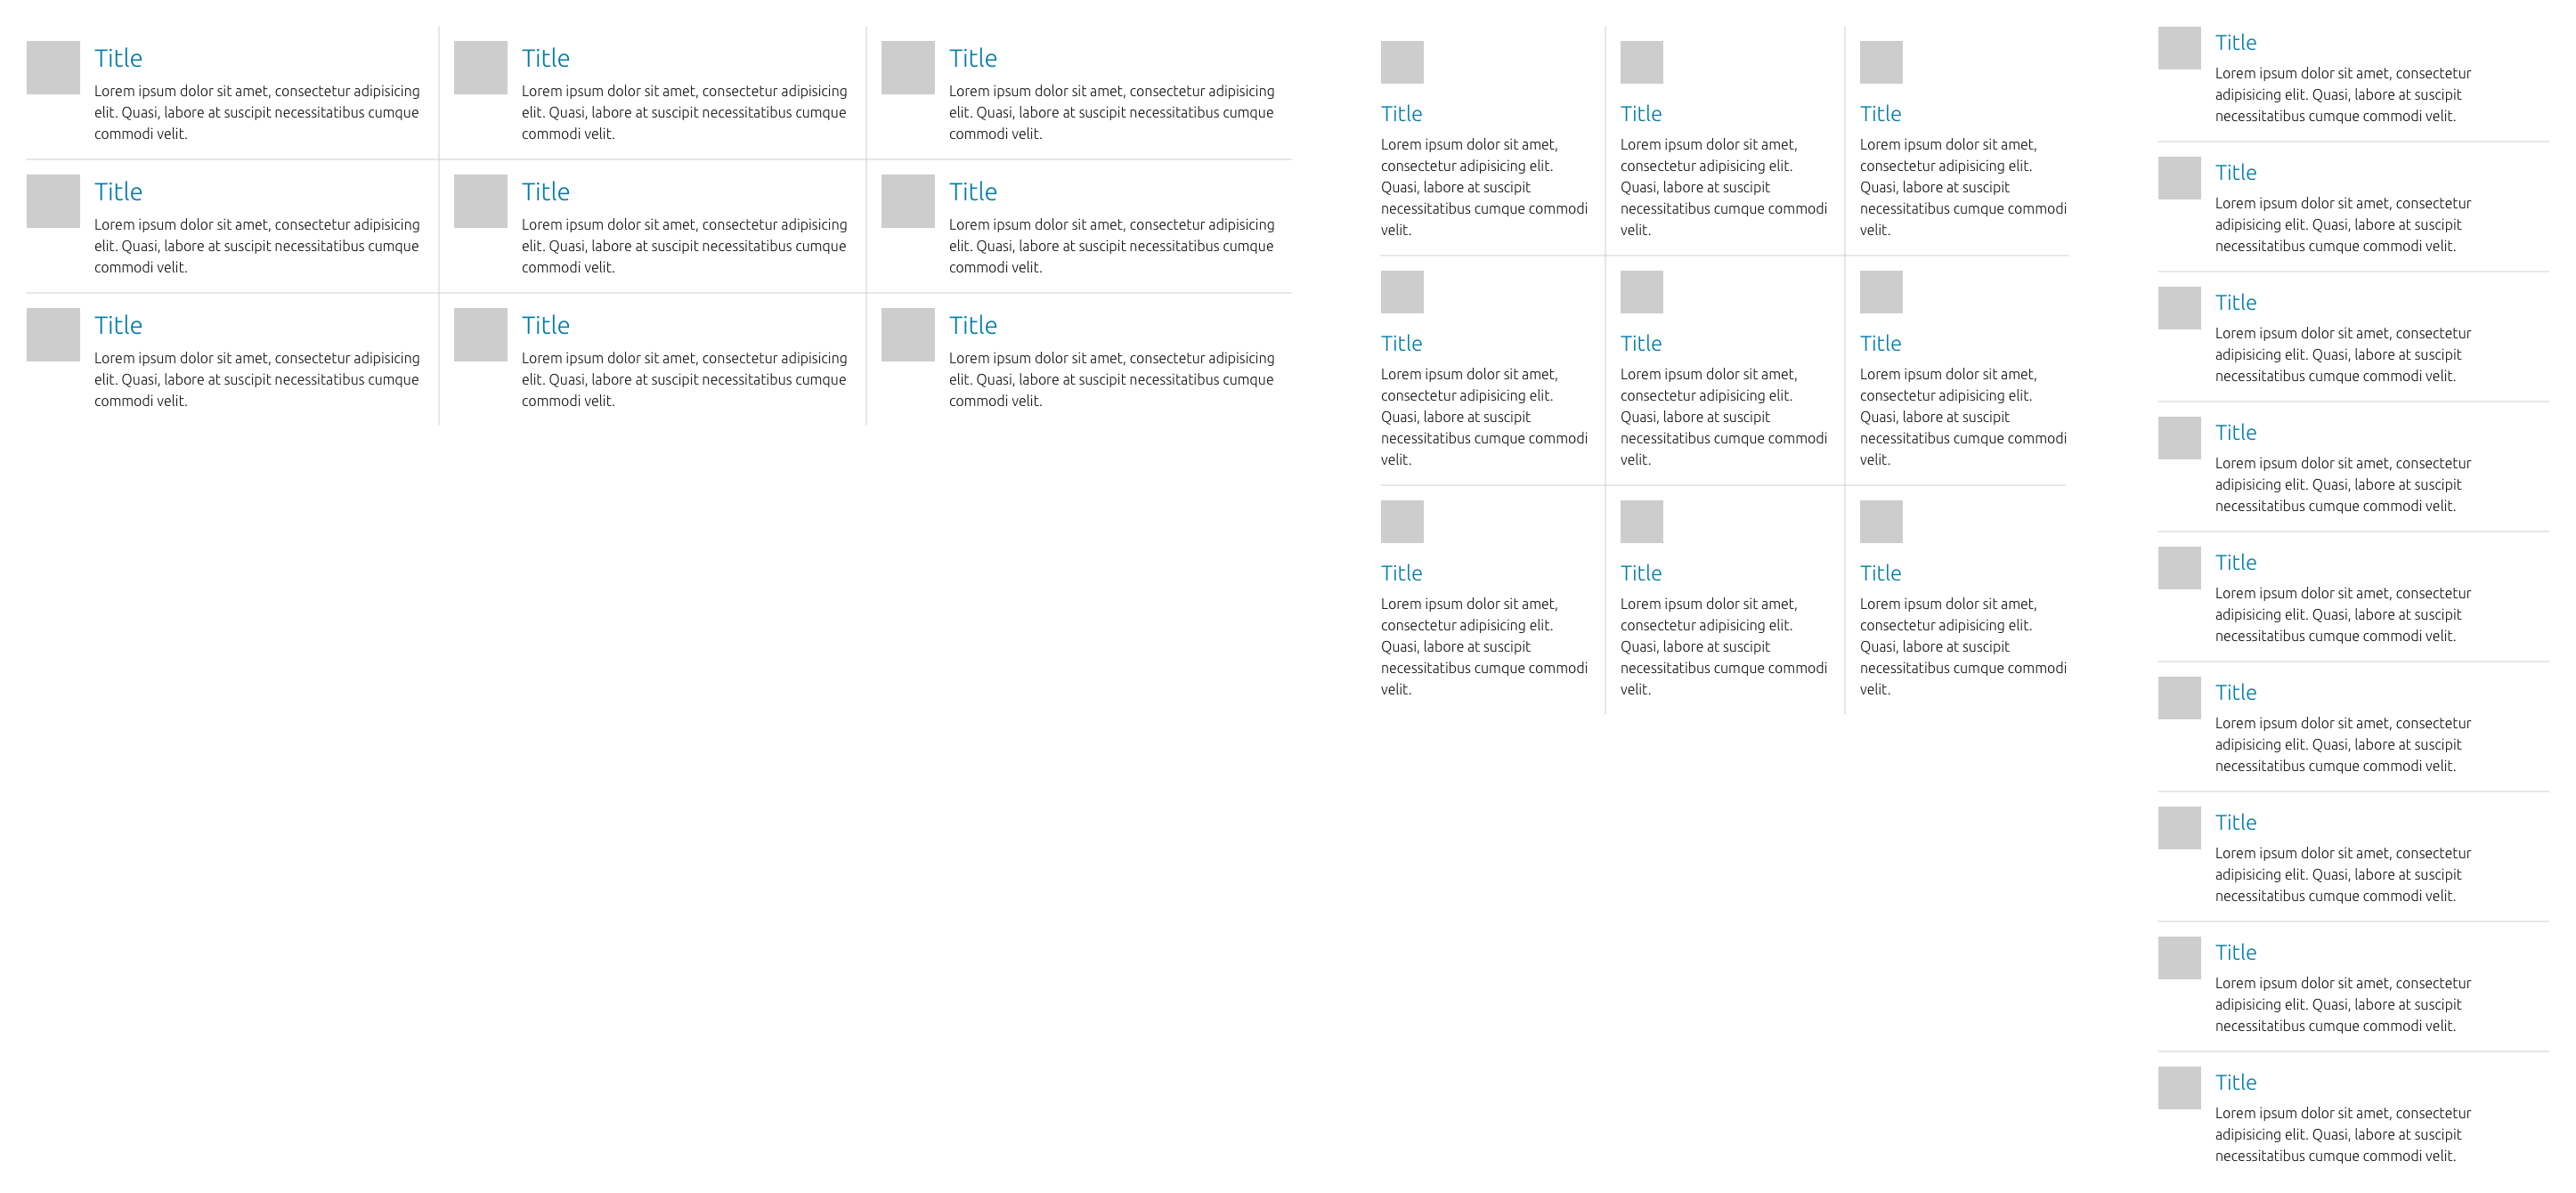 Title
Lorem ipsum dolor sit amet, consectetur adipisicing
elit. Quasi, labore at suscipit necessitatibus cumque
commodi velit.
Title
Lorem ipsum dolor sit amet, consectetur adipisicing
elit. Quasi, labore at suscipit necessitatibus cumque
commodi velit.
Title
Lorem ipsum dolor sit amet, consectetur adipisicing
elit. Quasi, labore at suscipit necessitatibus cumque
commodi velit.
Title
Lorem ipsum dolor sit amet, consectetur adipisicing
elit. Quasi, labore at suscipit necessitatibus cumque
commodi velit.
Title
Lorem ipsum dolor sit amet, consectetur adipisicing
elit. Quasi, labore at suscipit necessitatibus cumque
commodi velit.
Title
Lorem ipsum dolor sit amet, consectetur adipisicing
elit. Quasi, labore at suscipit necessitatibus cumque
commodi velit.
Title
Lorem ipsum dolor sit amet, consectetur adipisicing
elit. Quasi, labore at suscipit necessitatibus cumque
commodi velit.
Title
Lorem ipsum dolor sit amet, consectetur adipisicing
elit. Quasi, labore at suscipit necessitatibus cumque
commodi velit.
Title
Lorem ipsum dolor sit amet, consectetur adipisicing
elit. Quasi, labore at suscipit necessitatibus cumque
commodi velit.
Title
Lorem ipsum dolor sit amet,
consectetur adipisicing elit.
Quasi, labore at suscipit
necessitatibus cumque commodi
velit.
Title
Lorem ipsum dolor sit amet,
consectetur adipisicing elit.
Quasi, labore at suscipit
necessitatibus cumque commodi
velit.
Title
Lorem ipsum dolor sit amet,
consectetur adipisicing elit.
Quasi, labore at suscipit
necessitatibus cumque commodi
velit.
Title
Lorem ipsum dolor sit amet,
consectetur adipisicing elit.
Quasi, labore at suscipit
necessitatibus cumque commodi
velit.
Title
Lorem ipsum dolor sit amet,
consectetur adipisicing elit.
Quasi, labore at suscipit
necessitatibus cumque commodi
velit.
Title
Lorem ipsum dolor sit amet,
consectetur adipisicing elit.
Quasi, labore at suscipit
necessitatibus cumque commodi
velit.
Title
Lorem ipsum dolor sit amet,
consectetur adipisicing elit.
Quasi, labore at suscipit
necessitatibus cumque commodi
velit.
Title
Lorem ipsum dolor sit amet,
consectetur adipisicing elit.
Quasi, labore at suscipit
necessitatibus cumque commodi
velit.
Title
Lorem ipsum dolor sit amet,
consectetur adipisicing elit.
Quasi, labore at suscipit
necessitatibus cumque commodi
velit.
Title
Lorem ipsum dolor sit amet, consectetur
adipisicing elit. Quasi, labore at suscipit
necessitatibus cumque commodi velit.
Title
Lorem ipsum dolor sit amet, consectetur
adipisicing elit. Quasi, labore at suscipit
necessitatibus cumque commodi velit.
Title
Lorem ipsum dolor sit amet, consectetur
adipisicing elit. Quasi, labore at suscipit
necessitatibus cumque commodi velit.
Title
Lorem ipsum dolor sit amet, consectetur
adipisicing elit. Quasi, labore at suscipit
necessitatibus cumque commodi velit.
Title
Lorem ipsum dolor sit amet, consectetur
adipisicing elit. Quasi, labore at suscipit
necessitatibus cumque commodi velit.
Title
Lorem ipsum dolor sit amet, consectetur
adipisicing elit. Quasi, labore at suscipit
necessitatibus cumque commodi velit.
Title
Lorem ipsum dolor sit amet, consectetur
adipisicing elit. Quasi, labore at suscipit
necessitatibus cumque commodi velit.
Title
Lorem ipsum dolor sit amet, consectetur
adipisicing elit. Quasi, labore at suscipit
necessitatibus cumque commodi velit.
Title
Lorem ipsum dolor sit amet, consectetur
adipisicing elit. Quasi, labore at suscipit
necessitatibus cumque commodi velit.